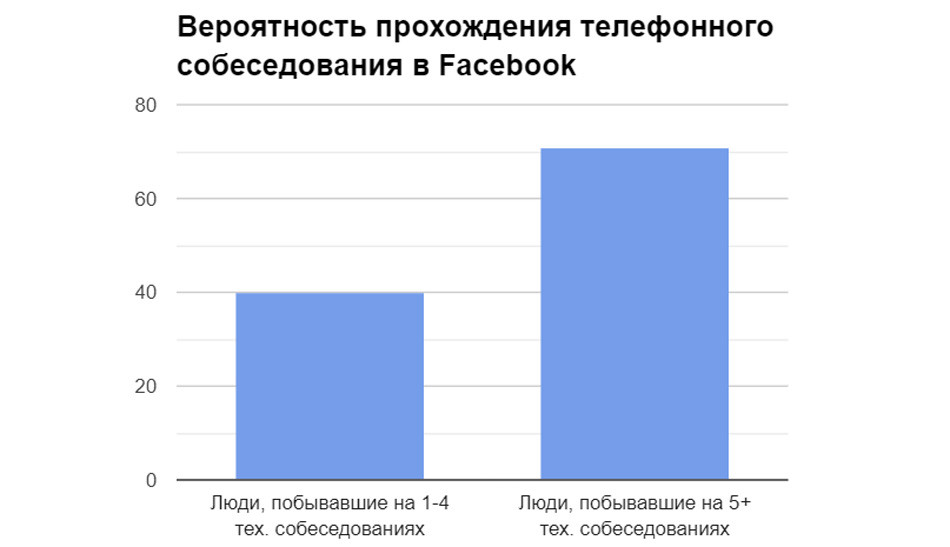 Вероятность прохождения телефонного
собеседования в Facebook
80
60
40
20
0
Люди, побывавшие на 1-4
тех. собеседованиях
Люди, побывавшие на 5+
тех. собеседованиях